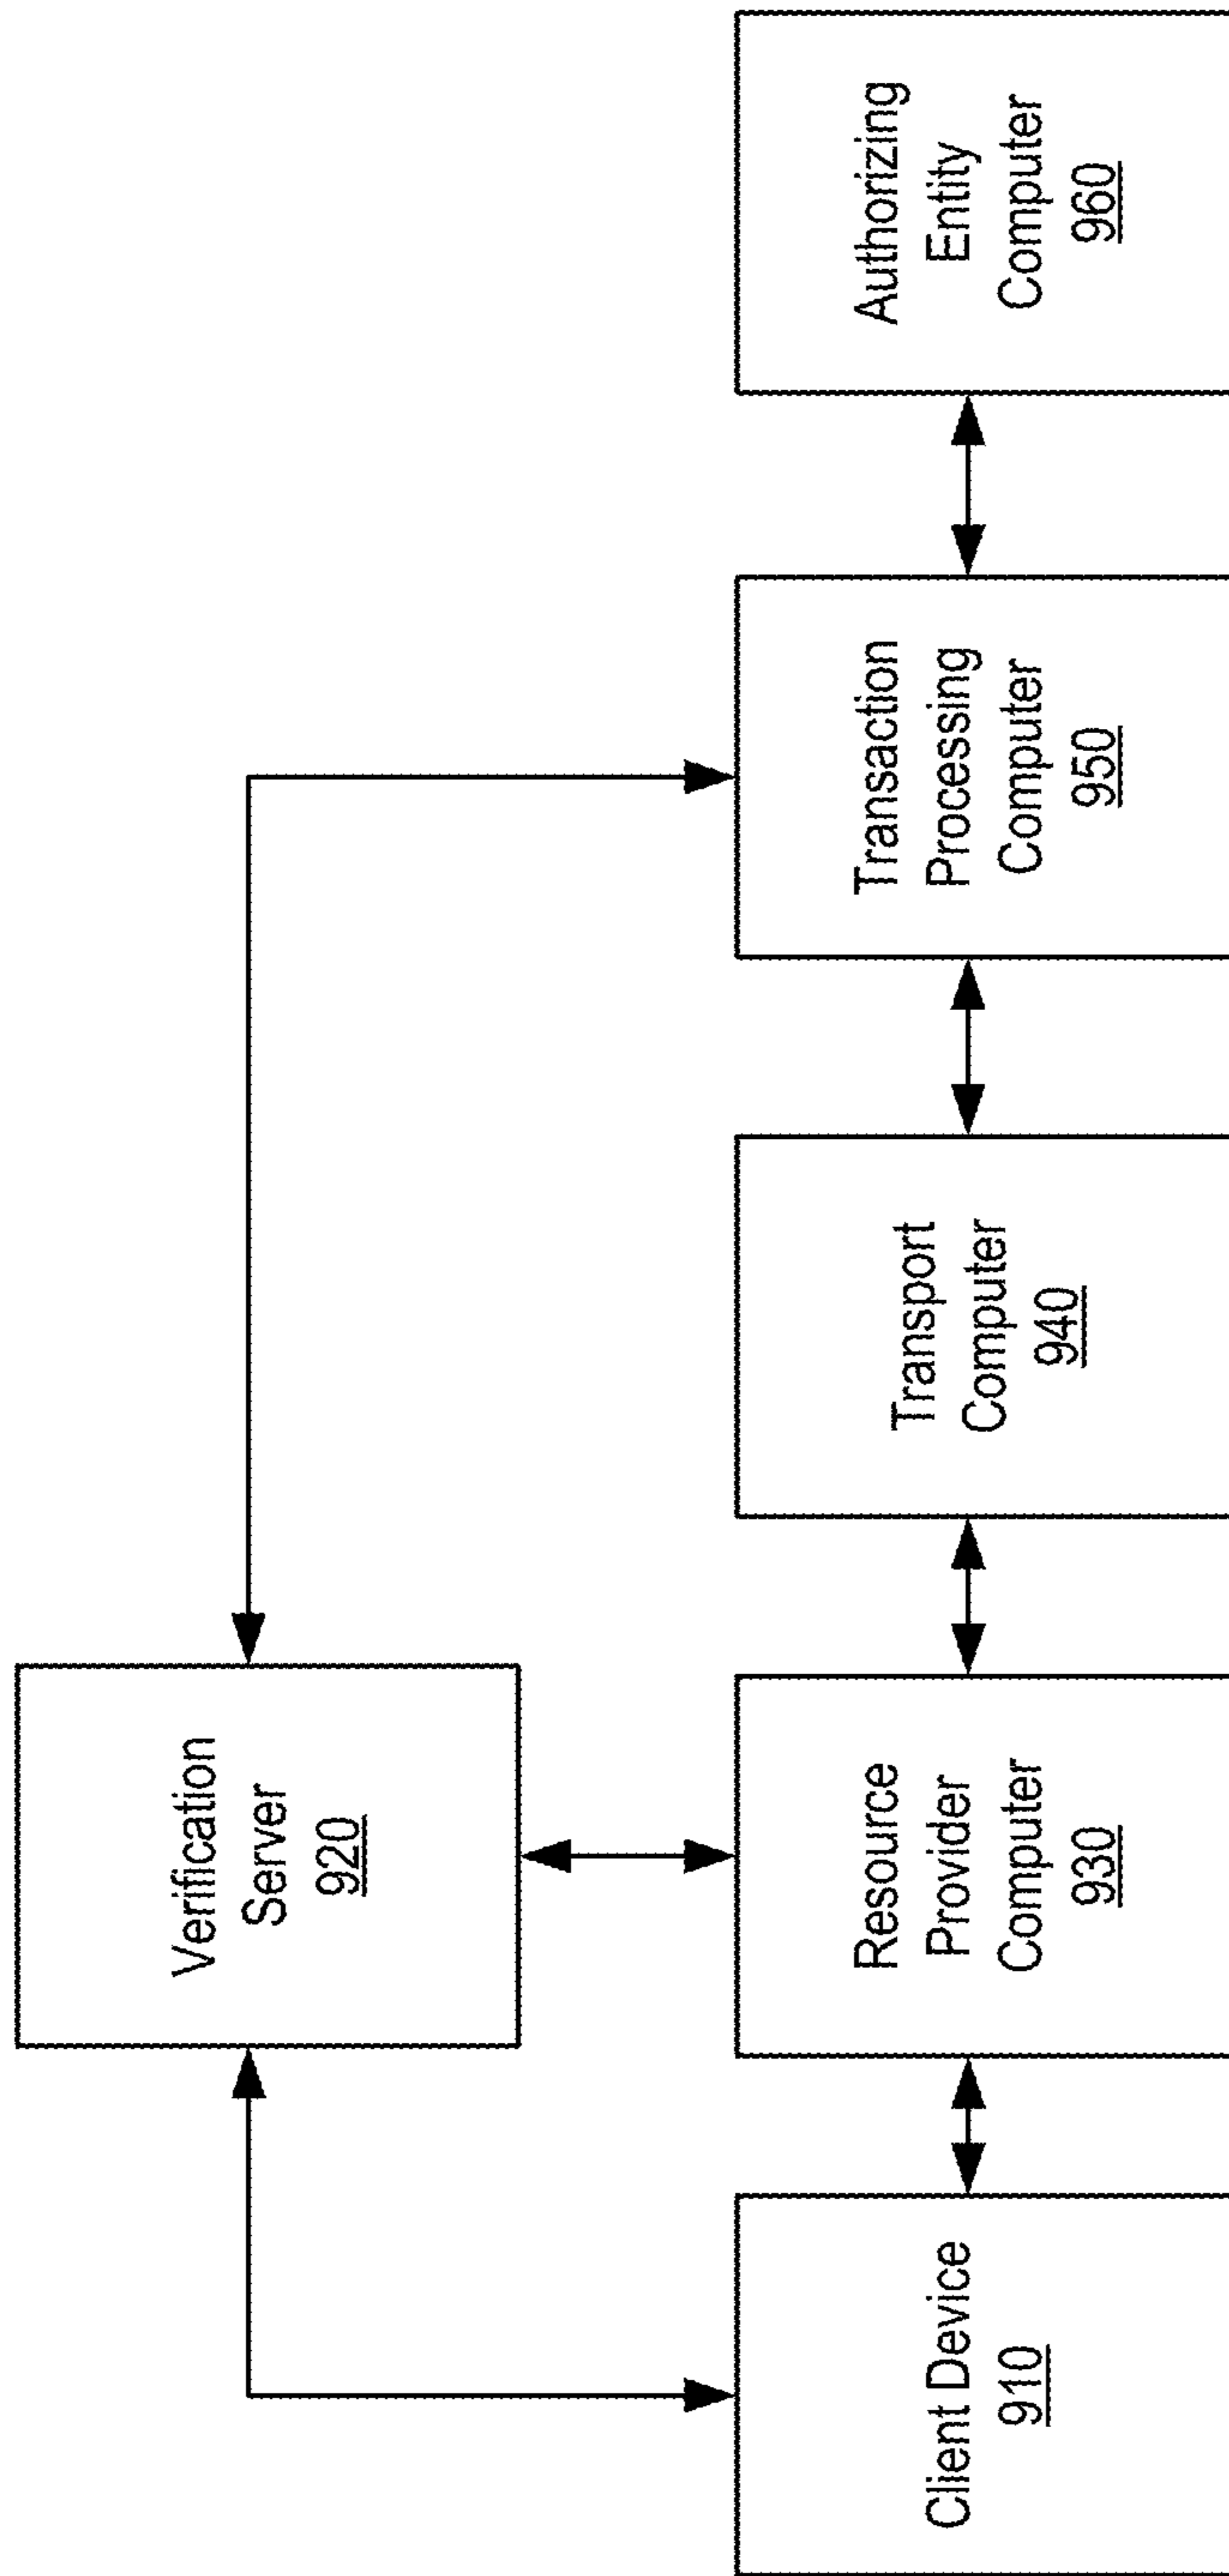 Verification
Server
920
Client Device
910
Resource
Provider
Computer
930
Transport
Computer
940
Transaction
Processing
Computer
950
Authorizing
Entity
Computer
960